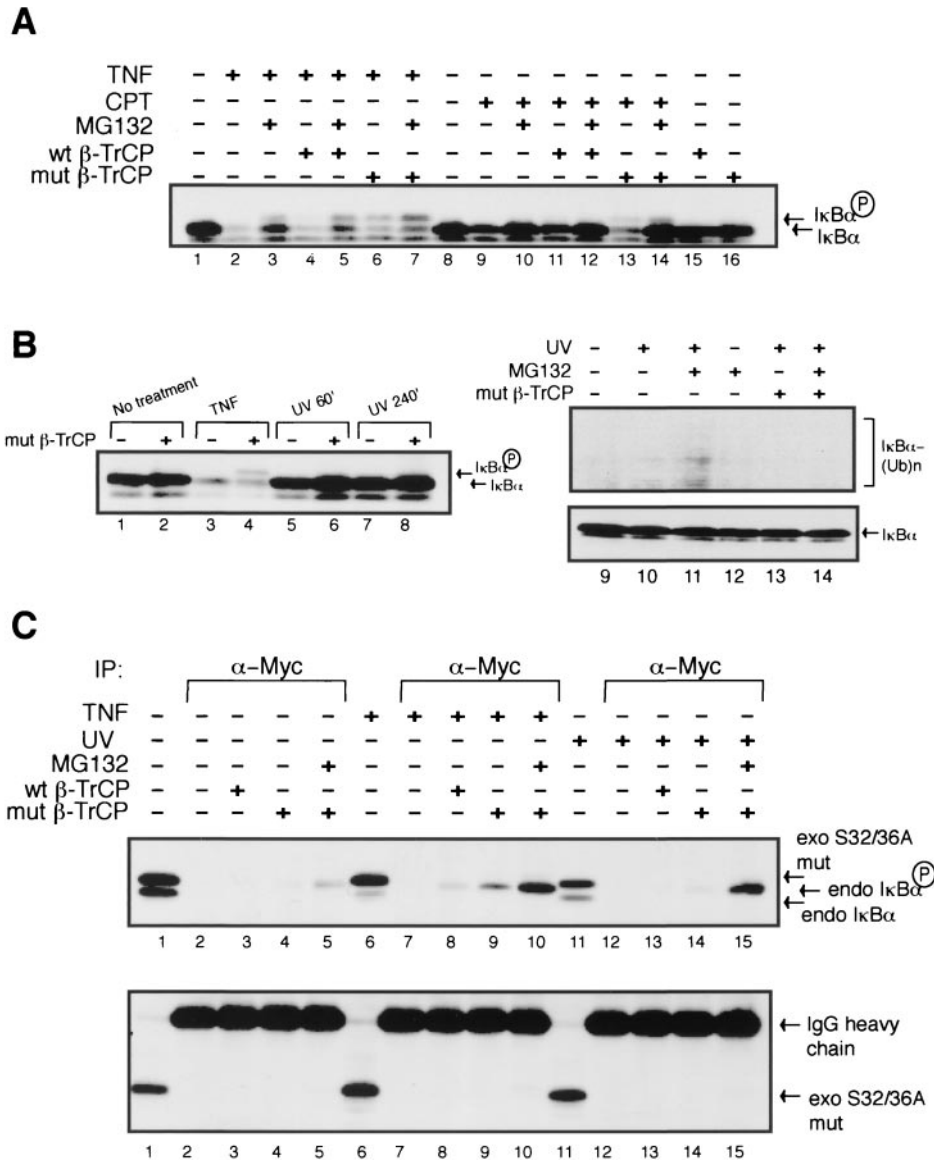 A
TNF – + + + + + + – – – – – – – – –
CPT – – – – – – – – + + + + + + – –
MG132 – – + – + – + – – + – + – + – –
wt β-TrCP – – – + + – – – – – + + – – + –
mut β-TrCP – – – – – + + – – – – – + + – +
IκBα Ⓟ
IκBα
1 2 3 4 5 6 7 8 9 10 11 12 13 14 15 16
B
No treatment TNF UV 60' UV 240'
mut β-TrCP – + – + – + – +
IκBα Ⓟ
IκBα
1 2 3 4 5 6 7 8
UV – + + – + +
MG132 – – + + – +
mut β-TrCP – – – – + +
IκBα–
(Ub)n
IκBα
9 10 11 12 13 14
C
IP: α–Myc α–Myc α–Myc
TNF – – – – – + + + + + – – – – –
UV – – – – – – – – – – + + + + +
MG132 – – – – + – – – – + – – – – +
wt β-TrCP – – + – – – – + – – – – + – –
mut β-TrCP – – – + + – – – + + – – – + +
exo S32/36A
mut
endo IκBα Ⓟ
endo IκBα
1 2 3 4 5 6 7 8 9 10 11 12 13 14 15
IgG heavy
chain
exo S32/36A
mut
1 2 3 4 5 6 7 8 9 10 11 12 13 14 15